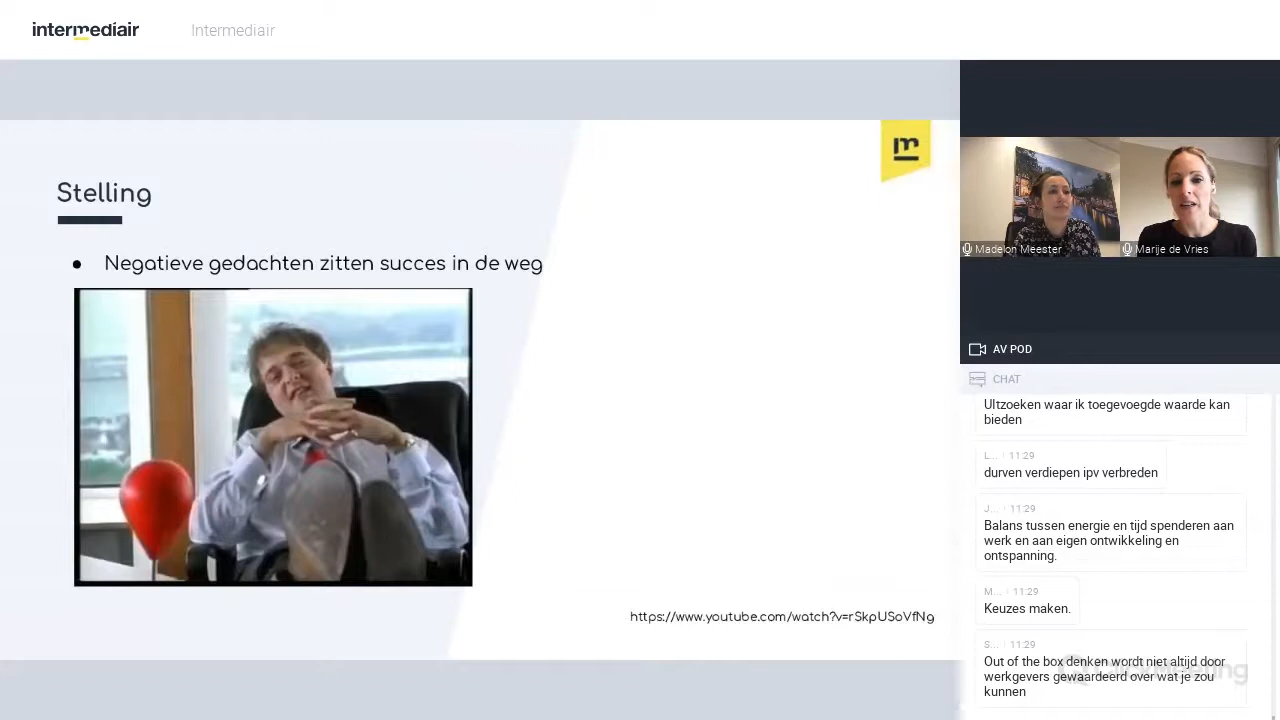 intermediair
Intermediair
Stelling
m
● Negatieve gedachten zitten succes in de weg
https://www.youtube.com/watch?v=rSkpUSoVfNg
Madelon Meester
Marije de Vries
AV POD
CHAT
UItzoeken waar ik toegevoegde waarde kan
bieden
L... 11:29
durven verdiepen ipv verbreden
J... 11:29
Balans tussen energie en tijd spenderen aan
werk en aan eigen ontwikkeling en
ontspanning.
M... 11:29
Keuzes maken.
S... 11:29
Out of the box denken wordt niet altijd door
werkgevers gewaardeerd over wat je zou
kunnen
ClickMeeting